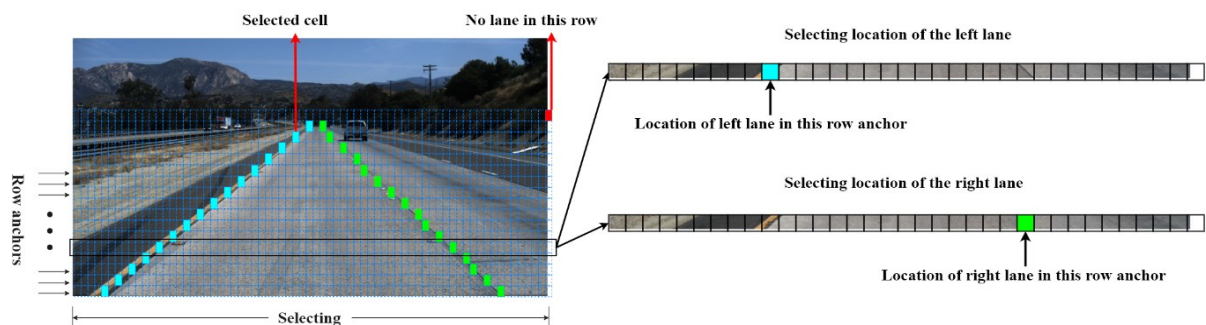 Selected cell
No lane in this row
Selecting location of the left lane
Location of left lane in this row anchor
Row anchors
Selecting location of the right lane
Location of right lane in this row anchor
Selecting